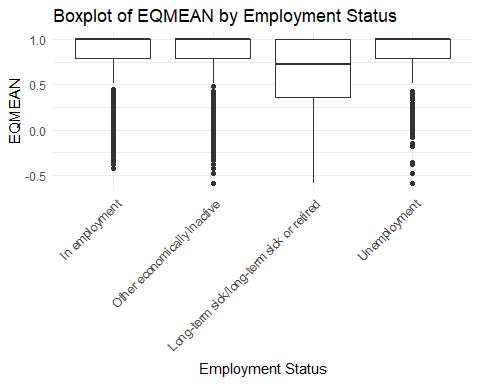 Boxplot of EQMEAN by Employment Status
EQMEAN
1.0
0.5
0.0
-0.5
In employment
Other economically inactive
Long-term sick/long-term sick or retired
Unemployment
Employment Status